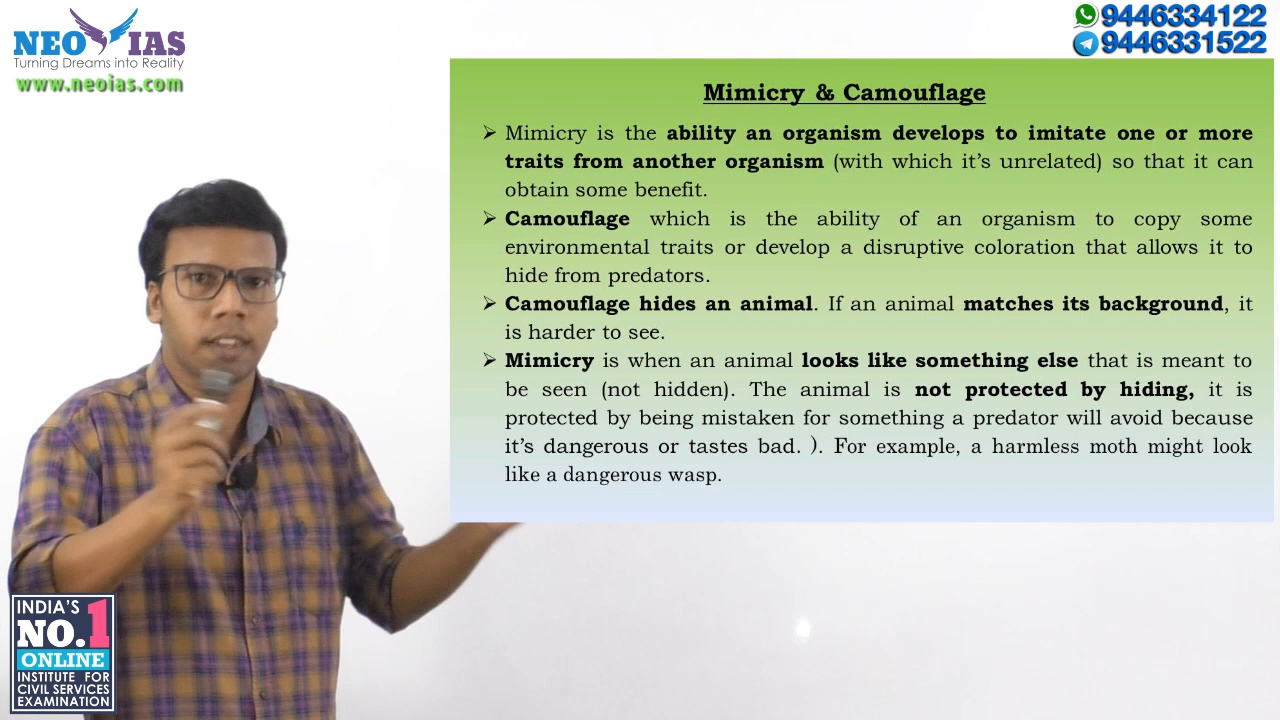 NEO IAS
Turning Dreams into Reality
www.neoias.com
9446334122
9446331522
Mimicry & Camouflage
➢ Mimicry is the ability an organism develops to imitate one or more
traits from another organism (with which it's unrelated) so that it can
obtain some benefit.
➢ Camouflage which is the ability of an organism to copy some
environmental traits or develop a disruptive coloration that allows it to
hide from predators.
➢ Camouflage hides an animal. If an animal matches its background, it
is harder to see.
➢ Mimicry is when an animal looks like something else that is meant to
be seen (not hidden). The animal is not protected by hiding, it is
protected by being mistaken for something a predator will avoid because
it's dangerous or tastes bad. ). For example, a harmless moth might look
like a dangerous wasp.
INDIA'S
NO.1
ONLINE
INSTITUTE FOR
CIVIL SERVICES
EXAMINATION